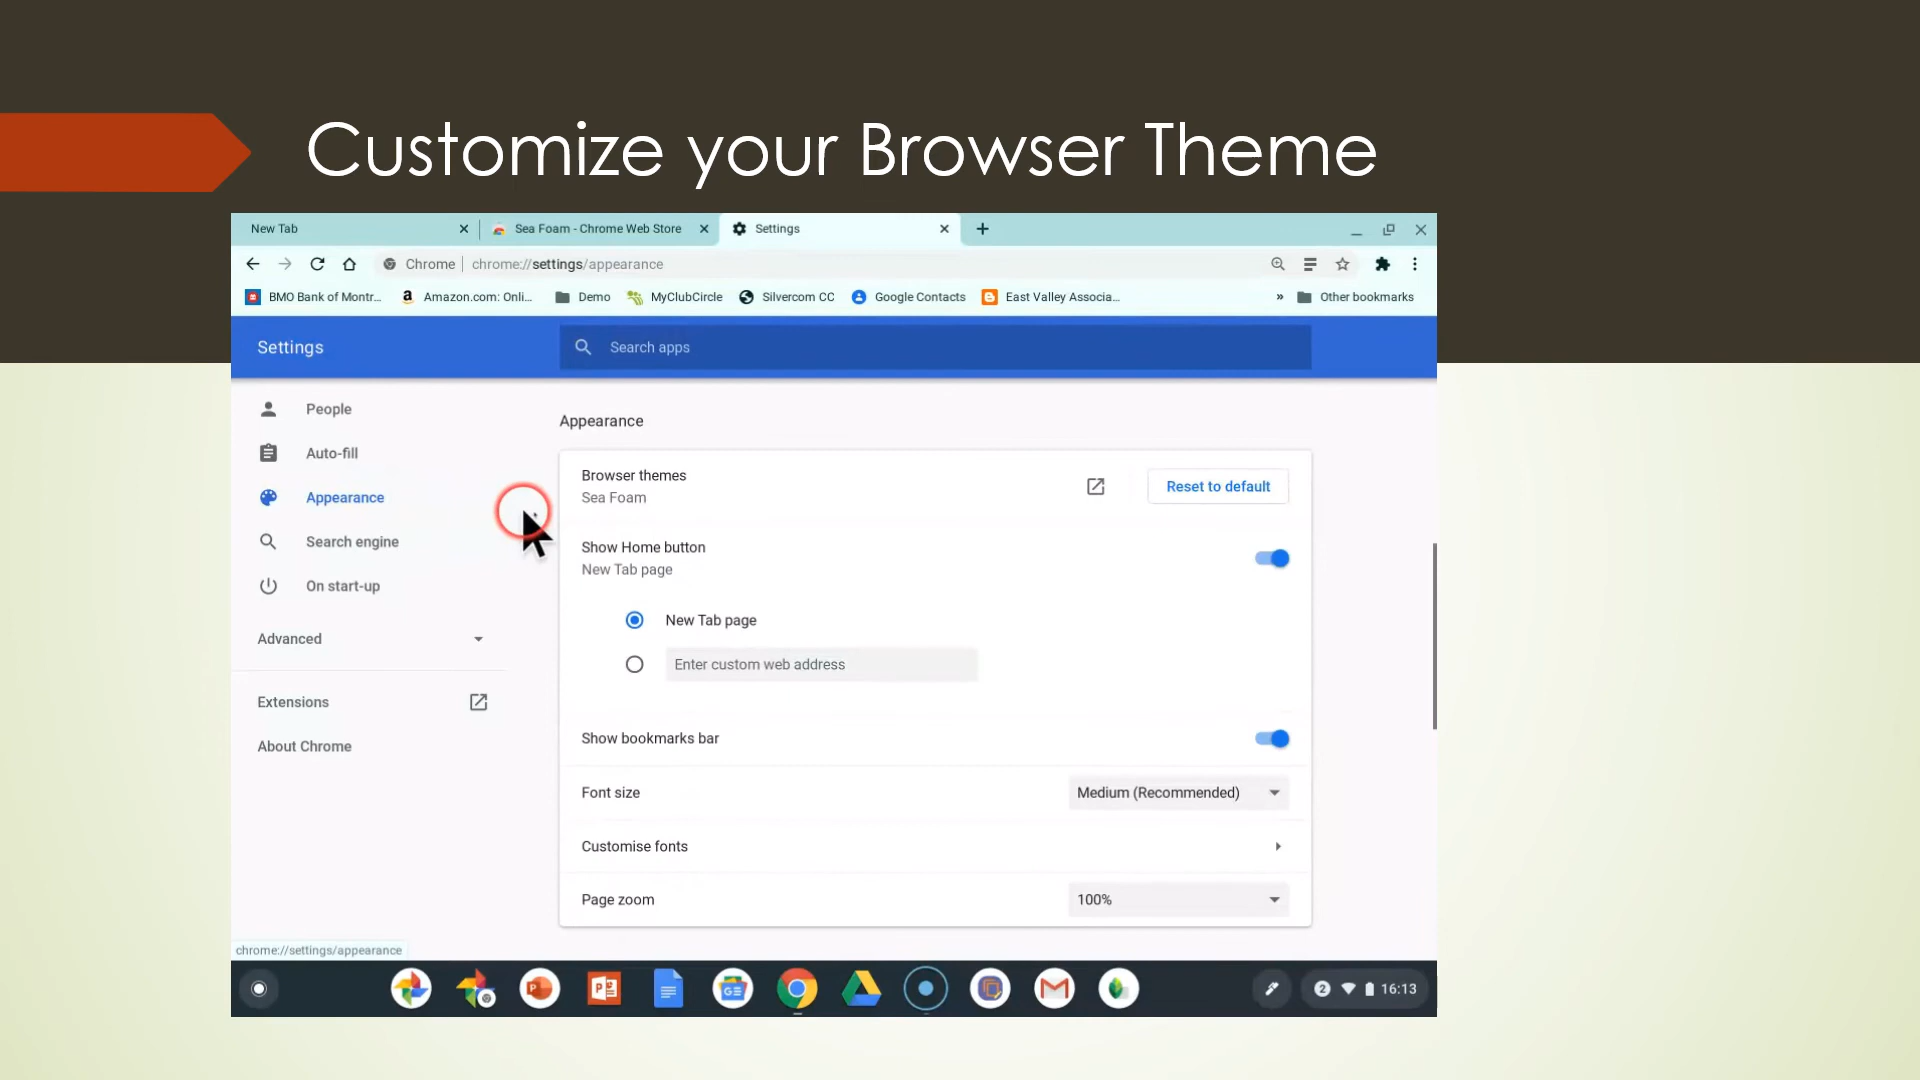 Customize your Browser Theme
New Tab
Sea Foam - Chrome Web Store
Settings
Chrome
chrome://settings/appearance
BMO Bank of Montr...
Amazon.com: Onli...
Demo
MyClubCircle
Silvercom CC
Google Contacts
East Valley Associa...
»
Other bookmarks
Settings
Search apps
People
Auto-fill
Appearance
Search engine
On start-up
Advanced
Extensions
About Chrome
Appearance
Browser themes
Sea Foam
Reset to default
Show Home button
New Tab page
New Tab page
Enter custom web address
Show bookmarks bar
Font size
Medium (Recommended)
Customise fonts
Page zoom
100%
chrome://settings/appearance
2
16:13